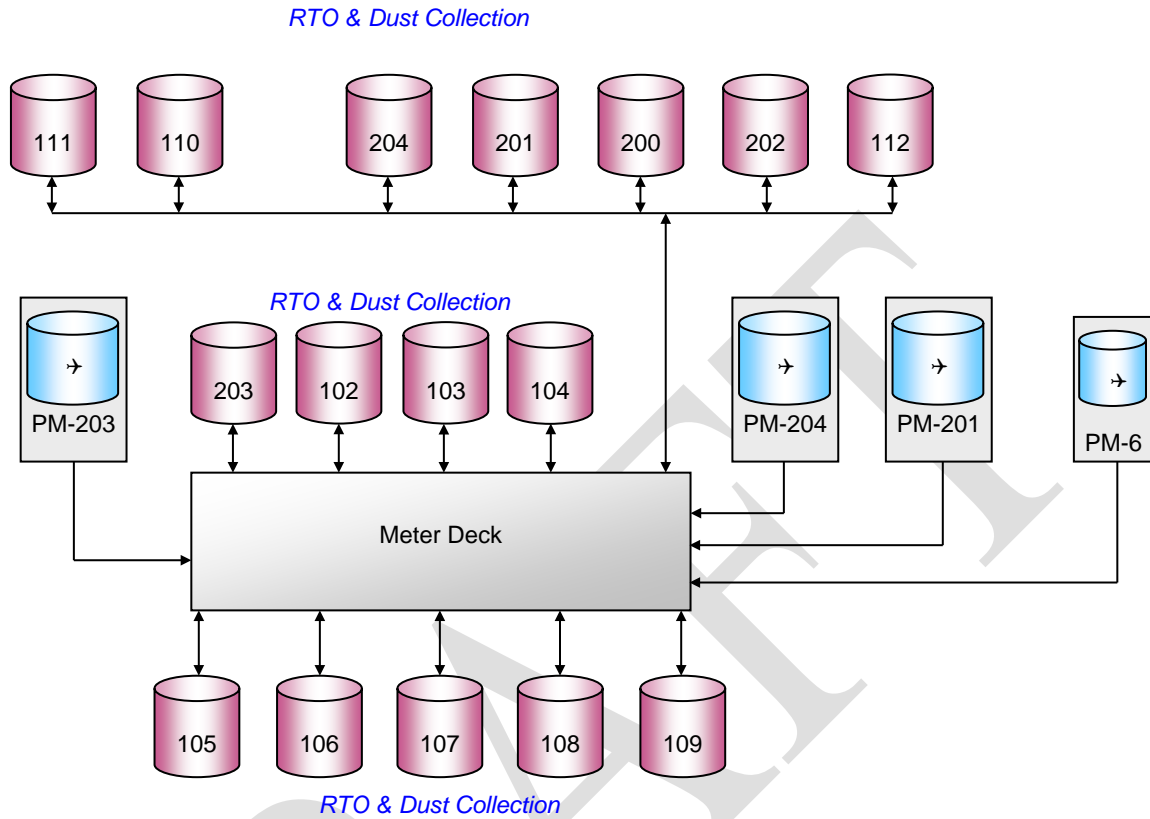 RTO & Dust Collection
111 110 204 201 200 202 112
RTO & Dust Collection
203 102 103 104
PM-203 PM-204 PM-201 PM-6
Meter Deck
105 106 107 108 109
RTO & Dust Collection
DRAFT